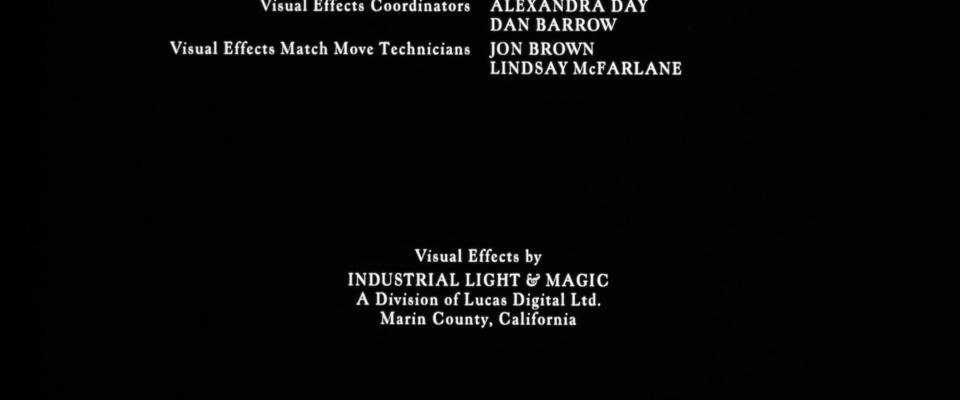 Visual Effects Coordinators ALEXANDRA DAY
DAN BARROW
Visual Effects Match Move Technicians JON BROWN
LINDSAY McFARLANE
Visual Effects by
INDUSTRIAL LIGHT & MAGIC
A Division of Lucas Digital Ltd.
Marin County, California